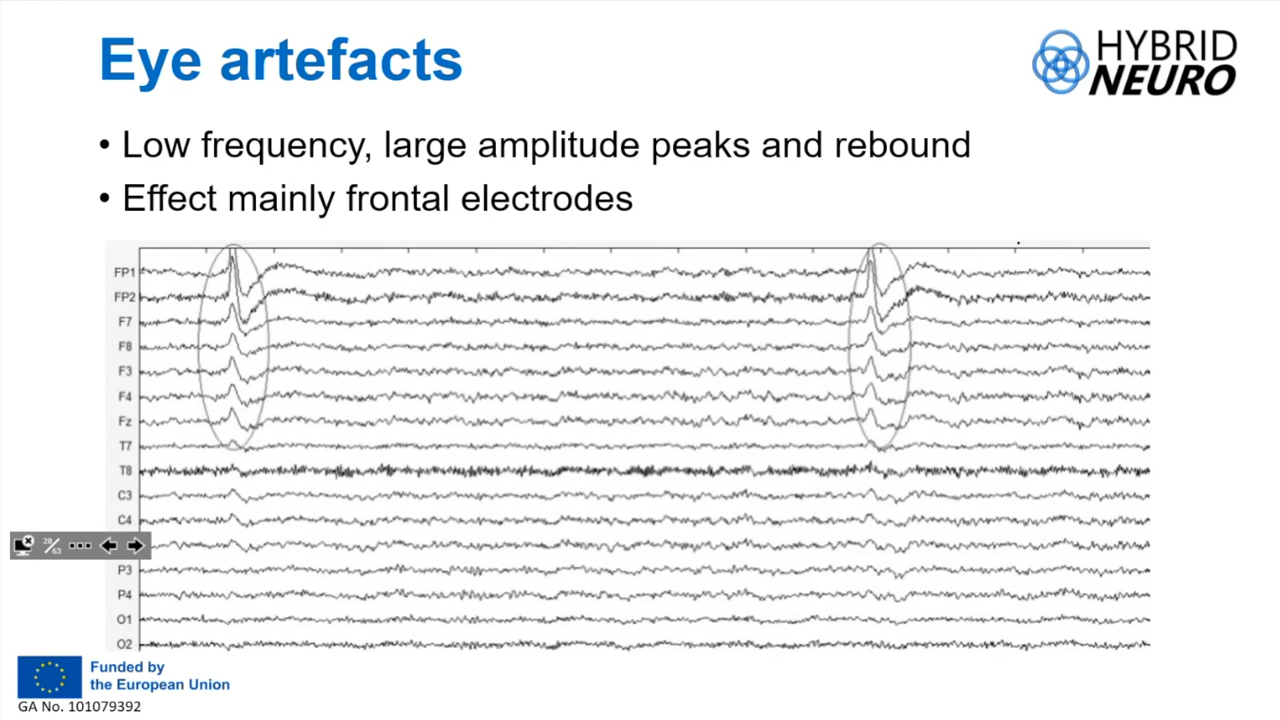 Eye artefacts
HYBRID
NEURO
• Low frequency, large amplitude peaks and rebound
• Effect mainly frontal electrodes
FP1
FP2
F7
F8
F3
F4
Fz
T7
T8
C3
C4
28/63
P3
P4
O1
O2
Funded by
the European Union
GA No. 101079392